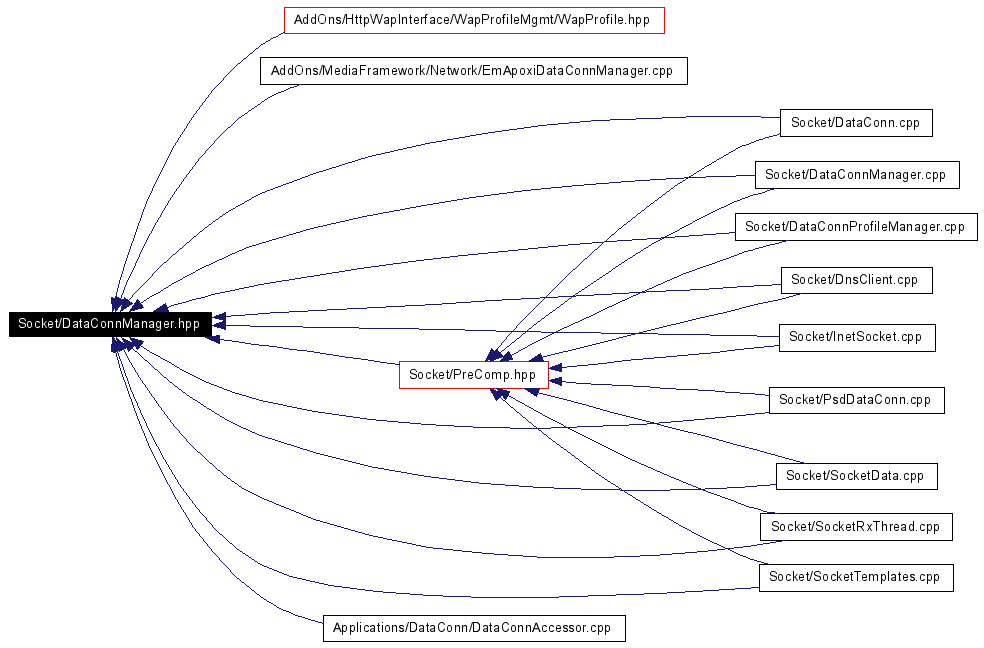 AddOns/HttpWapInterface/WapProfileMgmt/WapProfile.hpp
AddOns/MediaFramework/Network/EmApoxiDataConnManager.cpp
Socket/DataConn.cpp
Socket/DataConnManager.cpp
Socket/DataConnProfileManager.cpp
Socket/DnsClient.cpp
Socket/DataConnManager.hpp
Socket/InetSocket.cpp
Socket/PreComp.hpp
Socket/PsdDataConn.cpp
Socket/SocketData.cpp
Socket/SocketRxThread.cpp
Socket/SocketTemplates.cpp
Applications/DataConn/DataConnAccessor.cpp